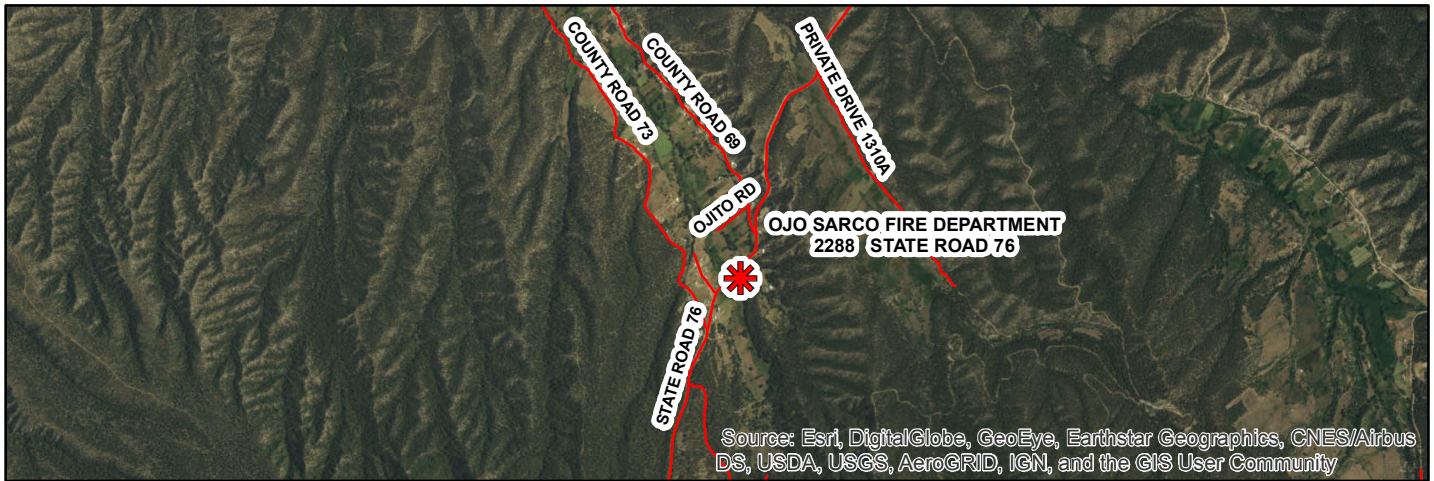 COUNTY ROAD 73
COUNTY ROAD 69
PRIVATE DRIVE 1310A
OJITO RD
OJO SARCO FIRE DEPARTMENT
2288 STATE ROAD 76
STATE ROAD 76
Source: Esri, DigitalGlobe, GeoEye, Earthstar Geographics, CNES/Airbus
DS, USDA, USGS, AeroGRID, IGN, and the GIS User Community